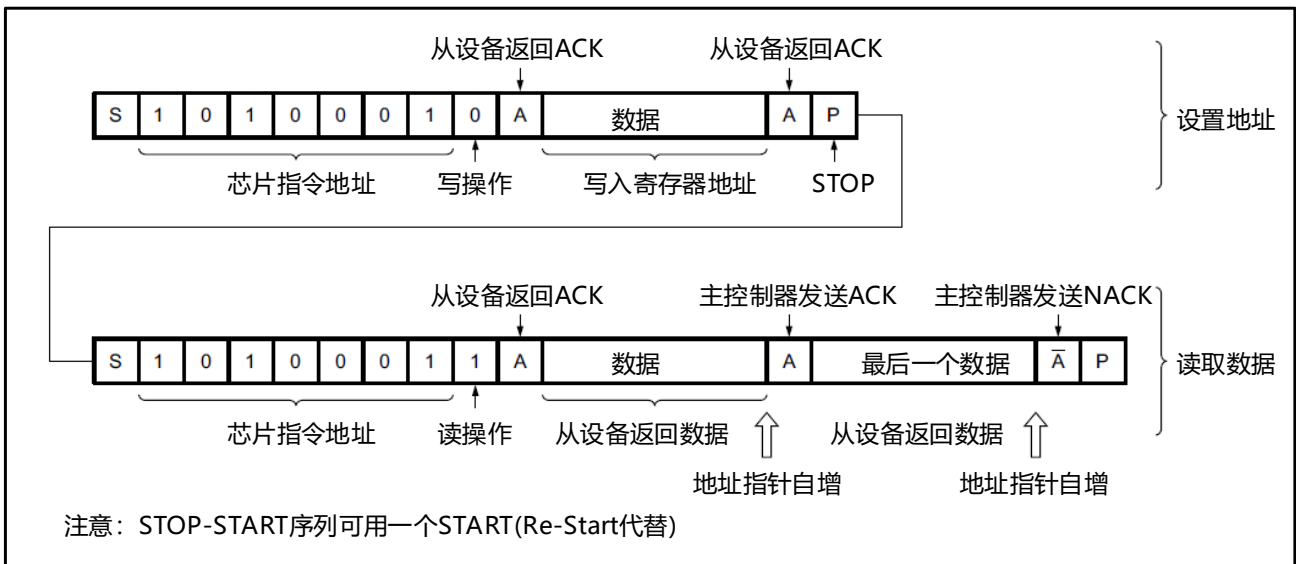 从设备返回ACK 从设备返回ACK
S 1 0 1 0 0 0 1 0 A 数据 A P 设置地址
芯片指令地址 写操作 写入寄存器地址 STOP
从设备返回ACK 主控制器发送ACK 主控制器发送NACK
S 1 0 1 0 0 0 1 1 A 数据 A 最后一个数据 A̅ P 读取数据
芯片指令地址 读操作 从设备返回数据 从设备返回数据
地址指针自增 地址指针自增
注意：STOP-START序列可用一个START(Re-Start代替)